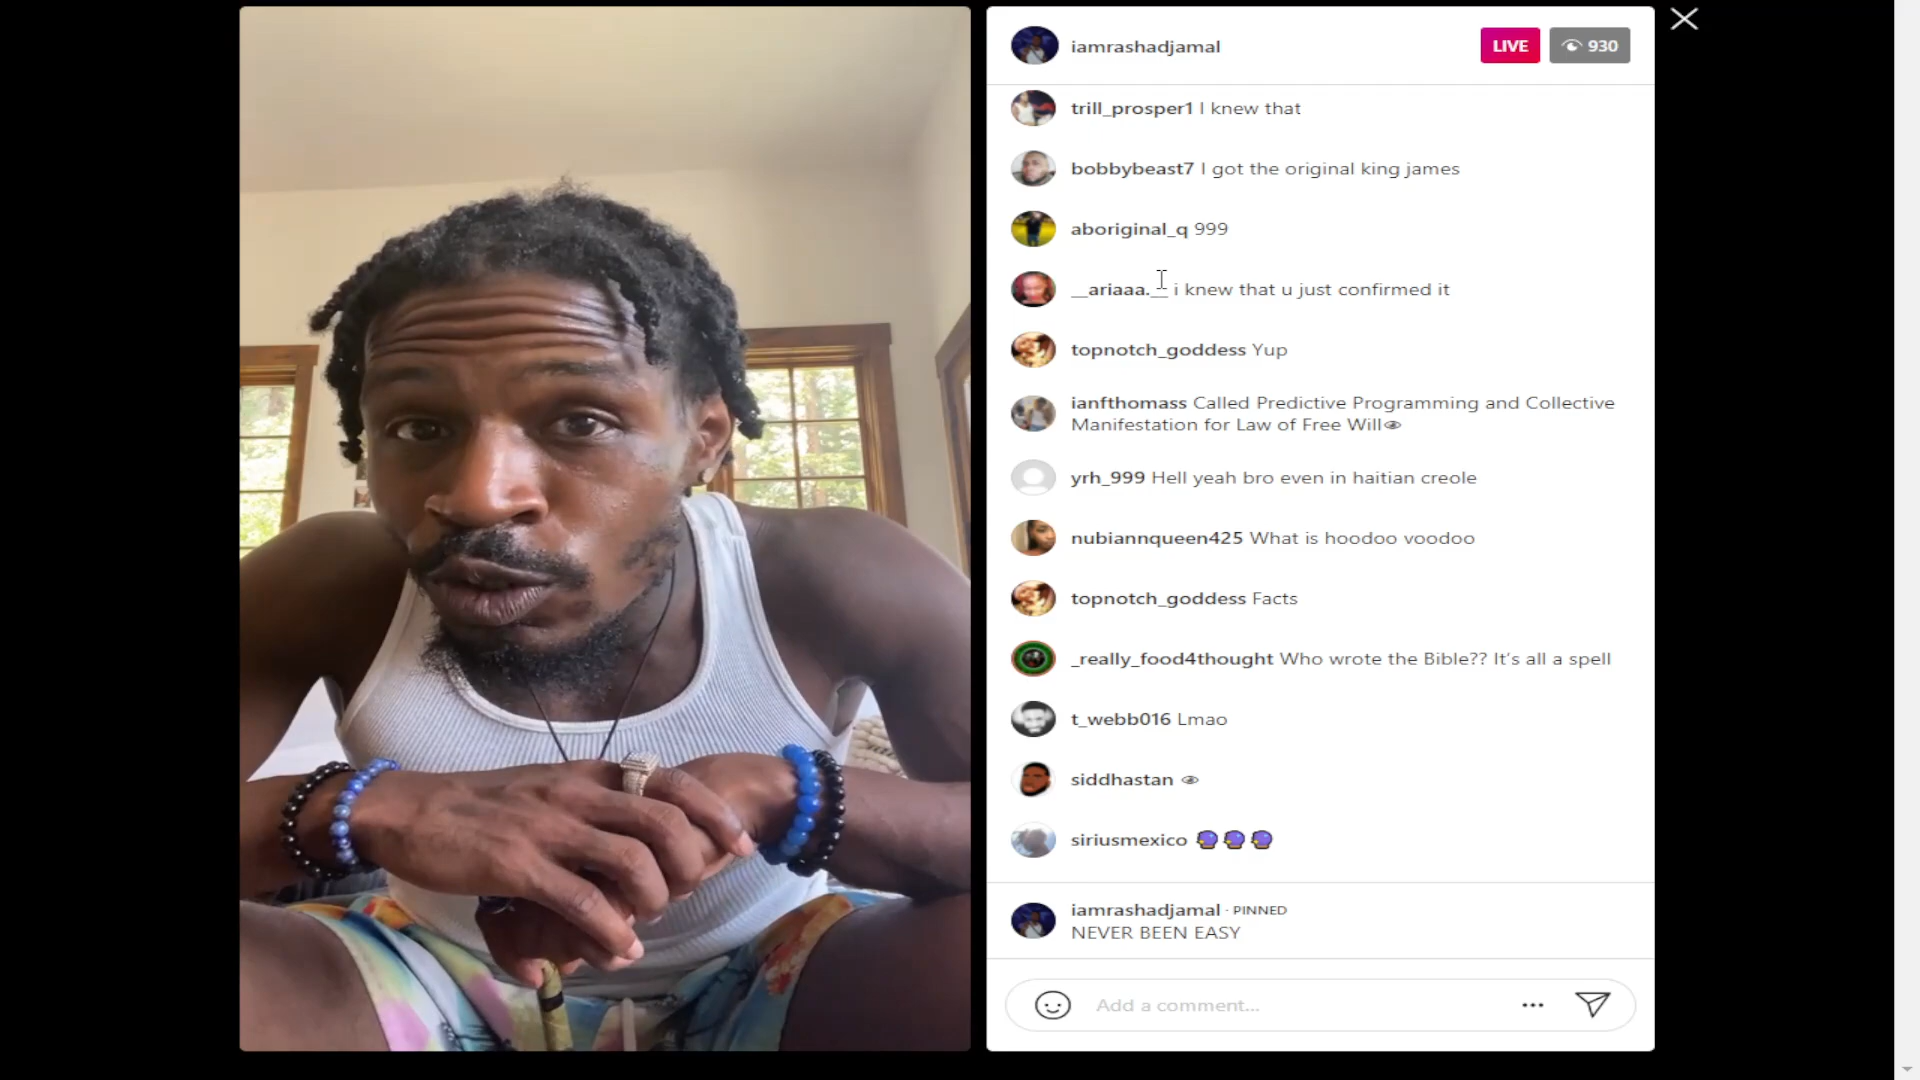 iamrashadjamal
LIVE
930
trill_prosper1 I knew that
bobbybeast7 I got the original king james
aboriginal_q 999
__ariaaa.__ i knew that u just confirmed it
topnotch_goddess Yup
ianfthomass Called Predictive Programming and Collective
Manifestation for Law of Free Will👁
yrh_999 Hell yeah bro even in haitian creole
nubiannqueen425 What is hoodoo voodoo
topnotch_goddess Facts
_really_food4thought Who wrote the Bible?? It's all a spell
t_webb016 Lmao
siddhastan 👁
siriusmexico 🔮🔮🔮
iamrashadjamal · PINNED
NEVER BEEN EASY
Add a comment...